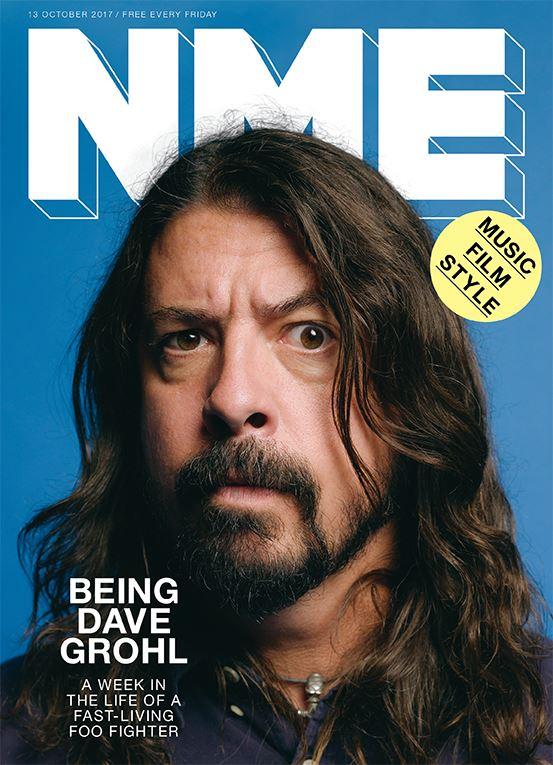 13 OCTOBER 2017 / FREE EVERY FRIDAY
NME
MUSIC
FILM
STYLE
BEING
DAVE
GROHL
A WEEK IN
THE LIFE OF A
FAST-LIVING
FOO FIGHTER